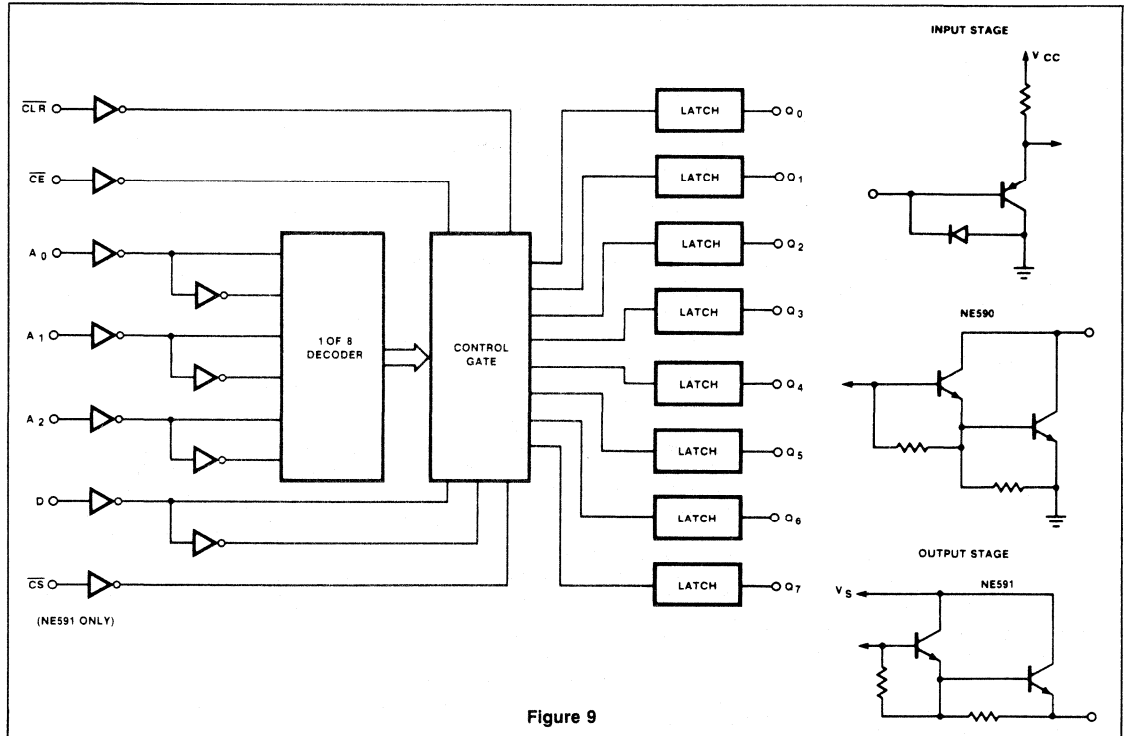 INPUT STAGE
V CC
CLR
LATCH
Q 0
CE
LATCH
Q 1
A 0
LATCH
Q 2
LATCH
Q 3
NE590
A 1
1 OF 8
DECODER
CONTROL
GATE
LATCH
Q 4
A 2
LATCH
Q 5
D
LATCH
Q 6
OUTPUT STAGE
CS
LATCH
Q 7
VS
NE591
(NE591 ONLY)
Figure 9